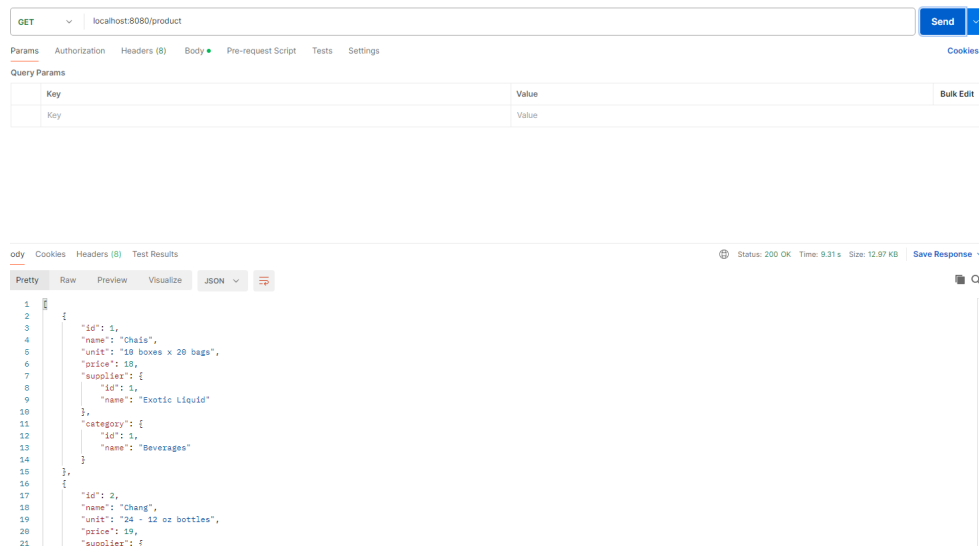 GET localhost:8080/product Send
Params Authorization Headers (8) Body Pre-request Script Tests Settings Cookies
Query Params
Key Value Bulk Edit
Key Value
ody Cookies Headers (8) Test Results Status: 200 OK Time: 9.31 s Size: 12.97 KB Save Response
Pretty Raw Preview Visualize JSON
1 [
2 {
3 "id": 1,
4 "name": "Chais",
5 "unit": "10 boxes x 20 bags",
6 "price": 18,
7 "supplier": {
8 "id": 1,
9 "name": "Exotic Liquid"
10 },
11 "category": {
12 "id": 1,
13 "name": "Beverages"
14 }
15 },
16 {
17 "id": 2,
18 "name": "Chang",
19 "unit": "24 - 12 oz bottles",
20 "price": 19,
21 "supplier": {